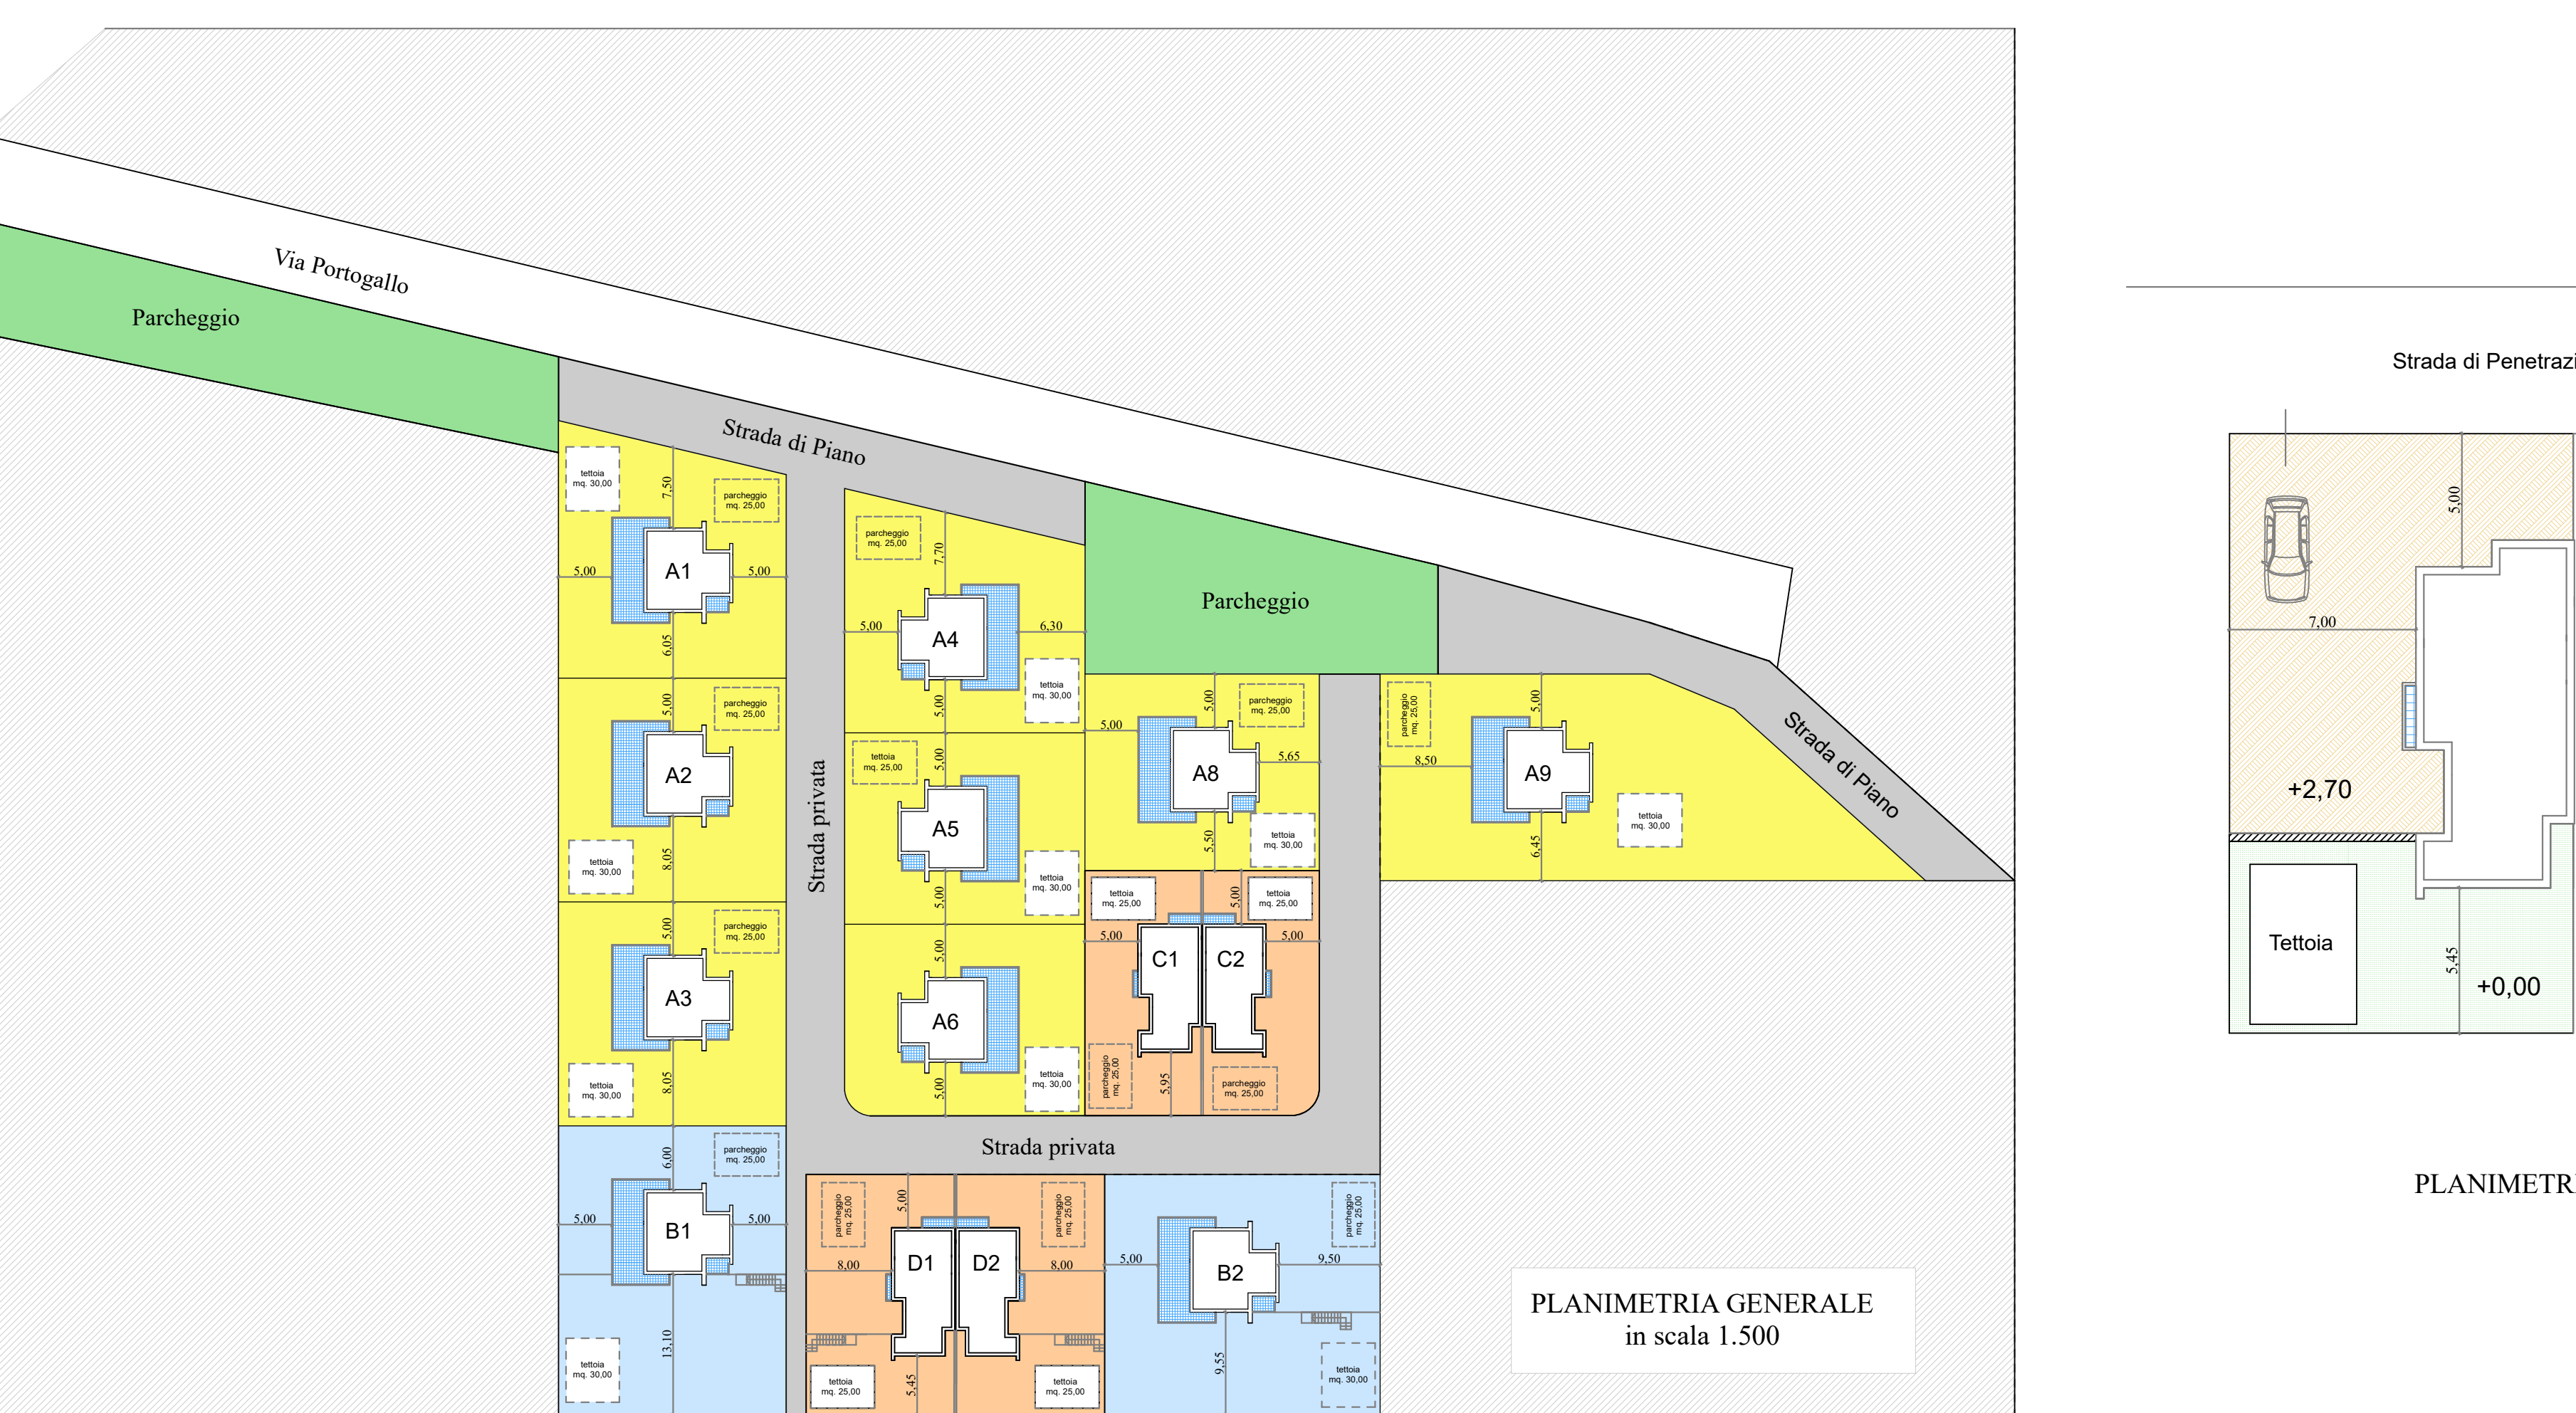 Via Portogallo
Parcheggio
Strada di Penetrazi
Strada di Piano
tettoia
mq. 30,00
7,50
parcheggio
mq. 25,00
A1
5,00
5,00
6,05
parcheggio
mq. 25,00
7,70
A4
5,00
6,30
tettoia
mq. 30,00
5,00
Parcheggio
5,00
parcheggio
mq. 25,00
A2
tettoia
mq. 30,00
8,05
tettoia
mq. 25,00
5,00
A5
tettoia
mq. 30,00
5,00
Strada privata
5,00
parcheggio
mq. 25,00
5,00
A8
5,65
5,50
tettoia
mq. 30,00
parcheggio
mq. 25,00
5,00
8,50
A9
tettoia
mq. 30,00
6,45
Strada di Piano
5,00
parcheggio
mq. 25,00
A3
tettoia
mq. 30,00
8,05
5,00
A6
tettoia
mq. 30,00
5,00
tettoia
mq. 25,00
5,00
tettoia
mq. 25,00
5,00
5,00
C1
C2
parcheggio
mq. 25,00
5,95
parcheggio
mq. 25,00
Strada privata
6,00
parcheggio
mq. 25,00
5,00
5,00
B1
13,10
tettoia
mq. 30,00
parcheggio
mq. 25,00
5,00
parcheggio
mq. 25,00
8,00
D1
D2
8,00
tettoia
mq. 25,00
5,45
tettoia
mq. 25,00
parcheggio
mq. 25,00
5,00
9,50
B2
9,55
tettoia
mq. 30,00
PLANIMETRIA GENERALE
in scala 1.500
5,00
7,00
+2,70
Tettoia
5,45
+0,00
PLANIMETR